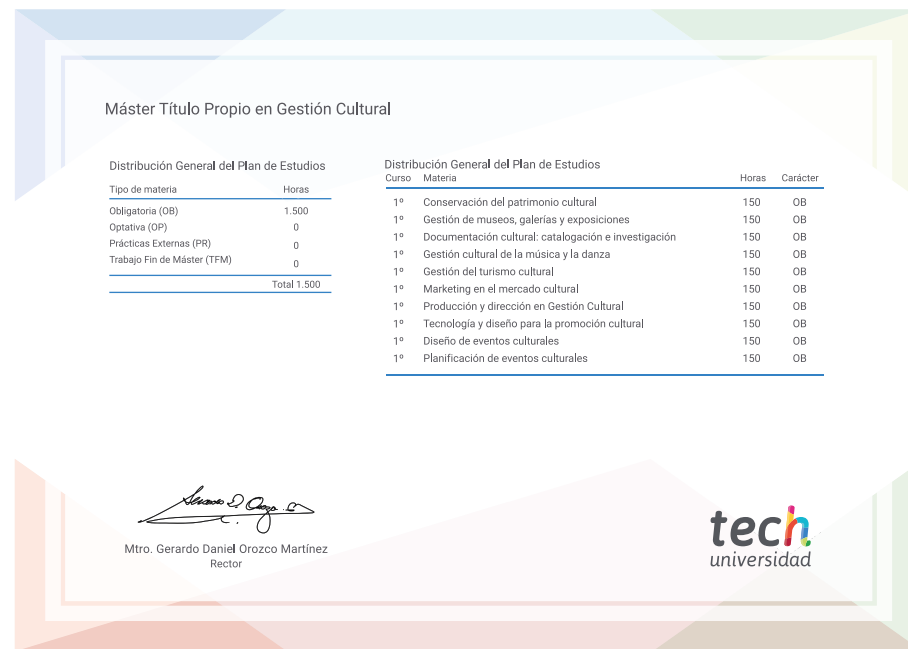 Máster Título Propio en Gestión Cultural
Distribución General del Plan de Estudios
Tipo de materia Horas
Obligatoria (OB) 1.500
Optativa (OP) 0
Prácticas Externas (PR) 0
Trabajo Fin de Máster (TFM) 0
Total 1.500
Distribución General del Plan de Estudios
Curso Materia Horas Carácter
1º Conservación del patrimonio cultural 150 OB
1º Gestión de museos, galerías y exposiciones 150 OB
1º Documentación cultural: catalogación e investigación 150 OB
1º Gestión cultural de la música y la danza 150 OB
1º Gestión del turismo cultural 150 OB
1º Marketing en el mercado cultural 150 OB
1º Producción y dirección en Gestión Cultural 150 OB
1º Tecnología y diseño para la promoción cultural 150 OB
1º Diseño de eventos culturales 150 OB
1º Planificación de eventos culturales 150 OB
Mtro. Gerardo Daniel Orozco Martínez
Rector
tech
universidad